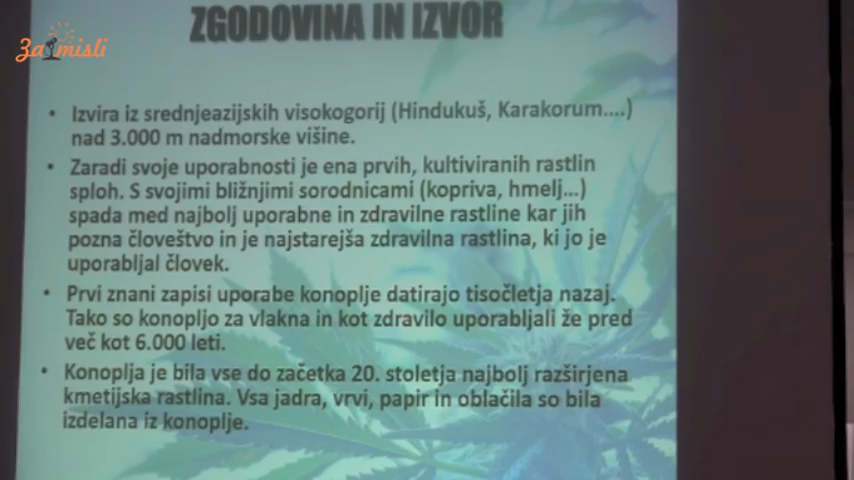 ZGODOVINA IN IZVOR
Za misli
• Izvira iz srednjeazijskih visokogorij (Hindukuš, Karakorum....)
nad 3.000 m nadmorske višine.
• Zaradi svoje uporabnosti je ena prvih, kultiviranih rastlin
sploh. S svojimi bližnjimi sorodnicami (kopriva, hmelj...)
spada med najbolj uporabne in zdravilne rastline kar jih
pozna človeštvo in je najstarejša zdravilna rastlina, ki jo je
uporabljal človek.
• Prvi znani zapisi uporabe konoplje datirajo tisočletja nazaj.
Tako so konopljo za vlakna in kot zdravilo uporabljali že pred
več kot 6.000 leti.
• Konoplja je bila vse do začetka 20. stoletja najbolj razširjena
kmetijska rastlina. Vsa jadra, vrvi, papir in oblačila so bila
izdelana iz konoplje.